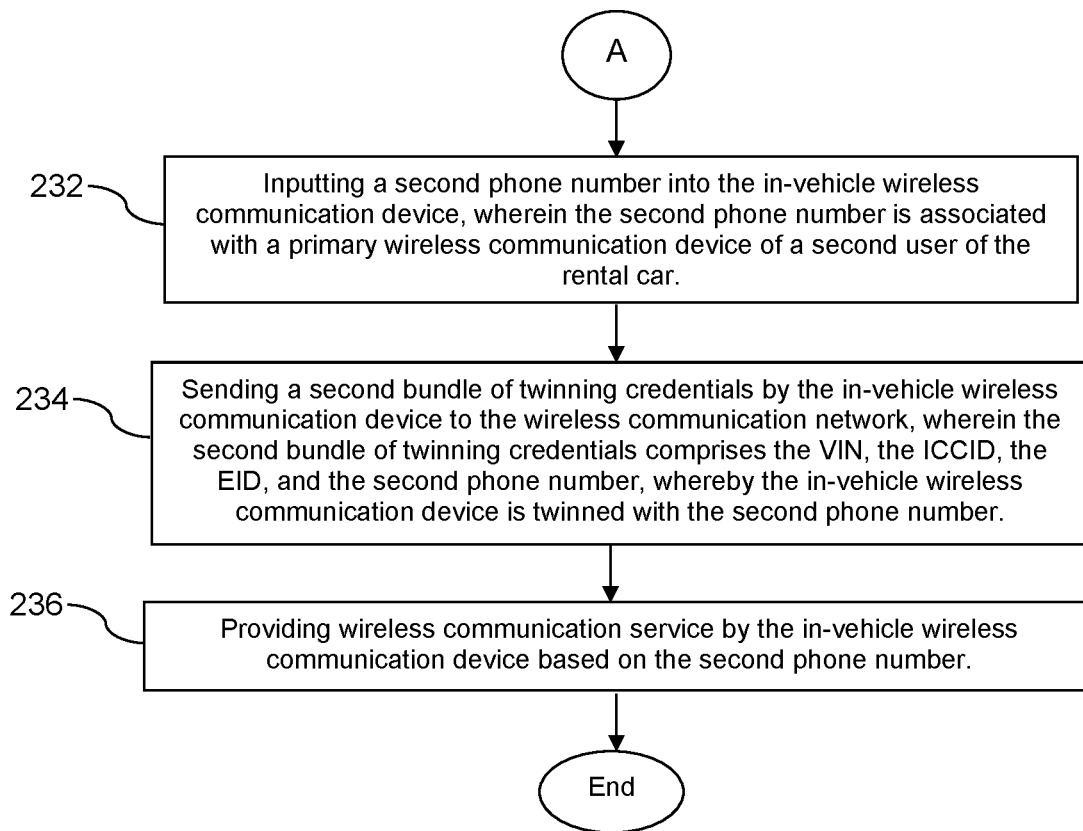 A
232
Inputting a second phone number into the in-vehicle wireless
communication device, wherein the second phone number is associated
with a primary wireless communication device of a second user of the
rental car.
234
Sending a second bundle of twinning credentials by the in-vehicle wireless
communication device to the wireless communication network, wherein the
second bundle of twinning credentials comprises the VIN, the ICCID, the
EID, and the second phone number, whereby the in-vehicle wireless
communication device is twinned with the second phone number.
236
Providing wireless communication service by the in-vehicle wireless
communication device based on the second phone number.
End